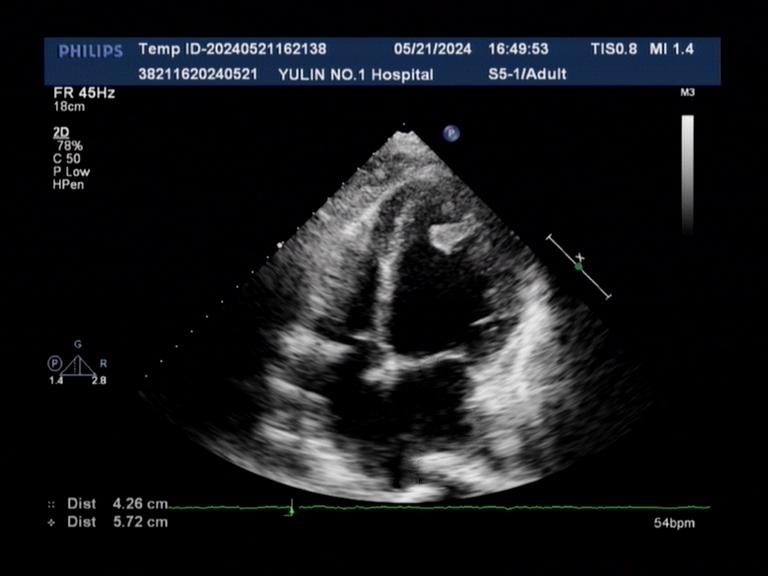 PHILIPS
Temp ID-20240521162138 05/21/2024 16:49:53 TIS0.8 MI 1.4
38211620240521 YULIN NO.1 Hospital S5-1/Adult
FR 45Hz
18cm
2D
78%
C 50
P Low
HPen
M3
X
P
G
P R
1.4 2.8
54bpm
Dist 4.26 cm
Dist 5.72 cm